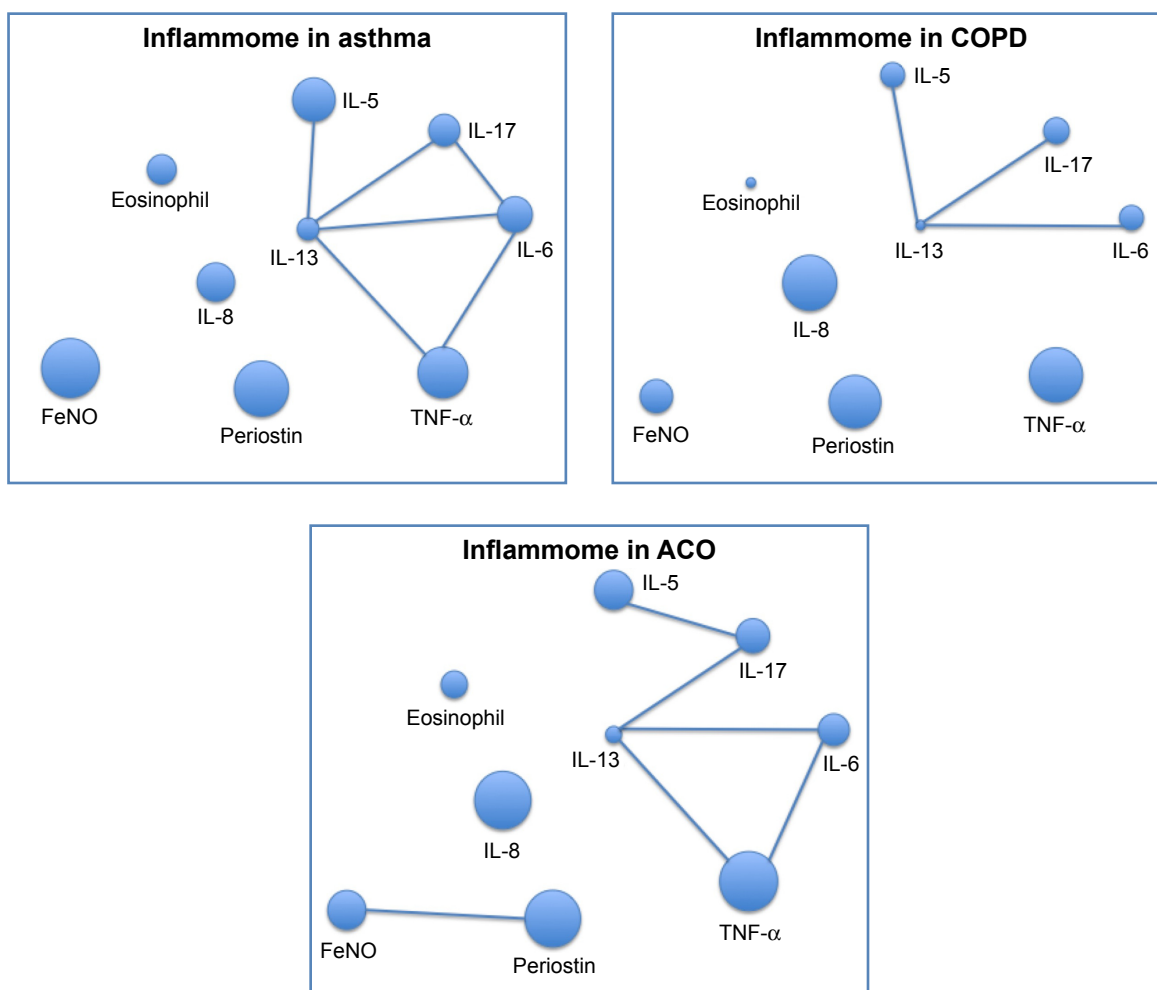 Inflammome in asthma
IL-5
IL-17
Eosinophil
IL-13
IL-6
IL-8
FeNO
Periostin
TNF-α
Inflammome in COPD
IL-5
IL-17
Eosinophil
IL-13
IL-6
IL-8
FeNO
Periostin
TNF-α
Inflammome in ACO
IL-5
IL-17
Eosinophil
IL-13
IL-6
IL-8
TNF-α
FeNO
Periostin